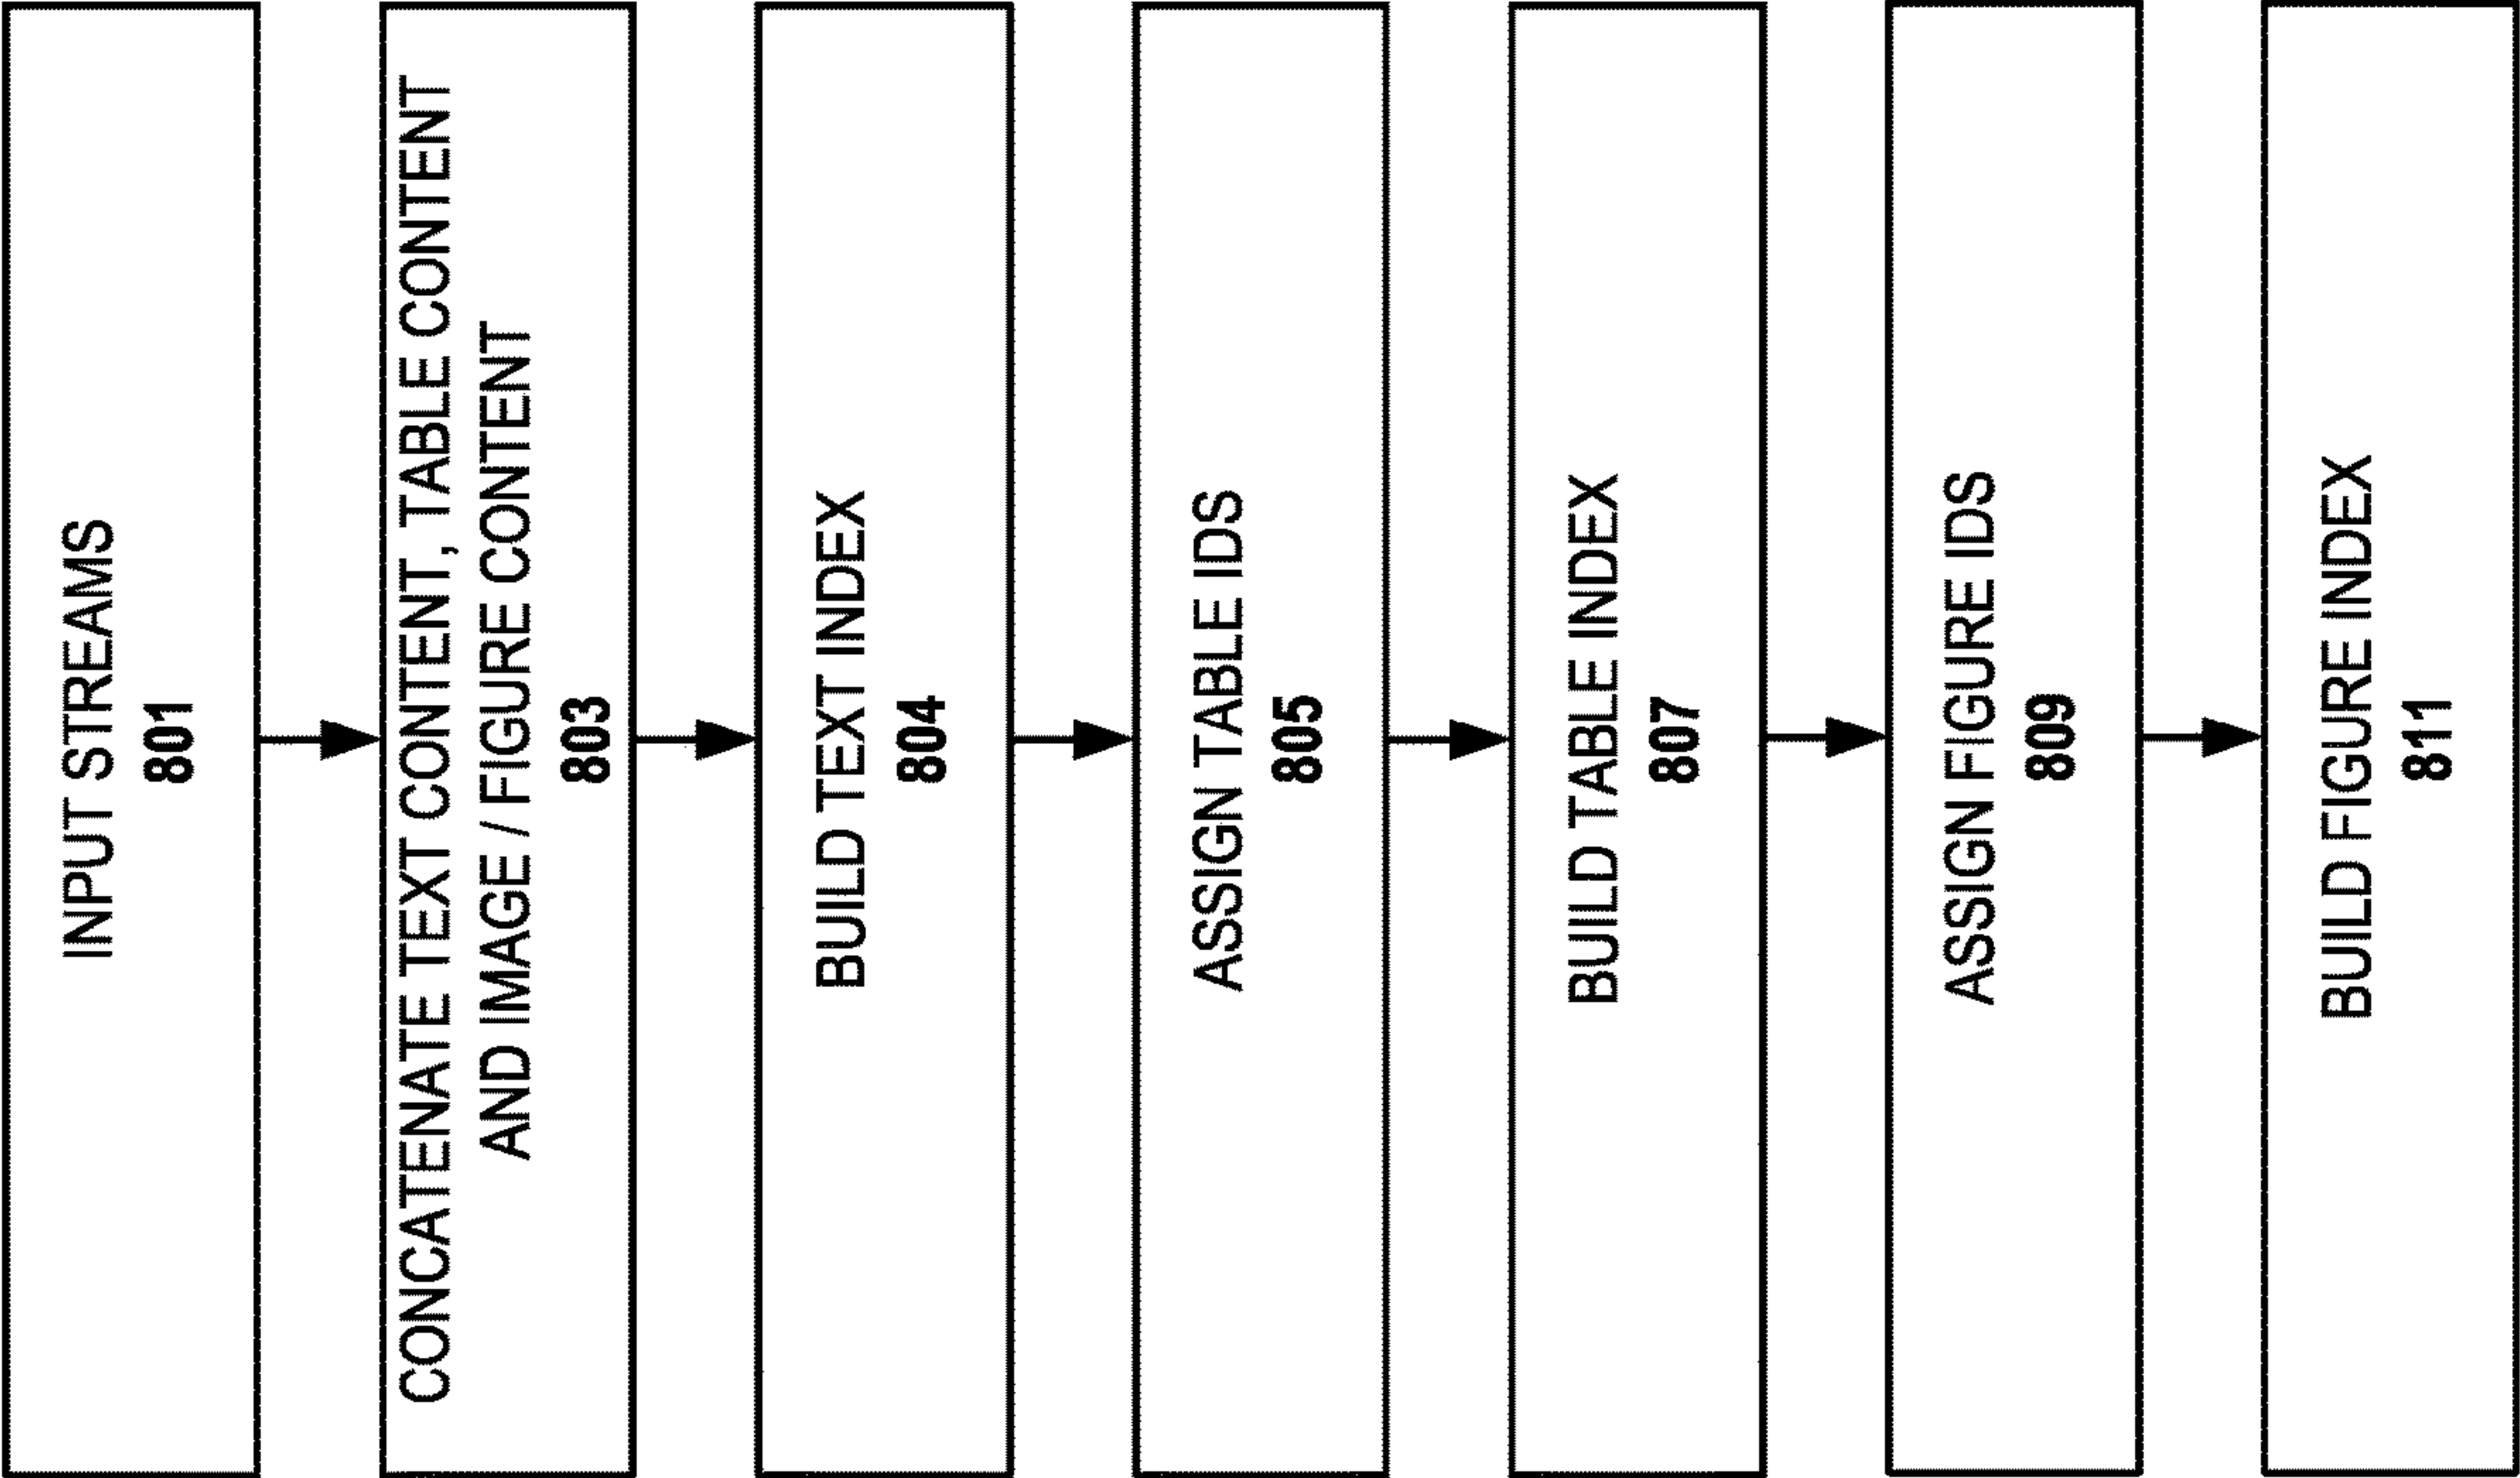 INPUT STREAMS
801
CONCATENATE TEXT CONTENT, TABLE CONTENT
AND IMAGE / FIGURE CONTENT
803
BUILD TEXT INDEX
804
ASSIGN TABLE IDS
805
BUILD TABLE INDEX
807
ASSIGN FIGURE IDS
809
BUILD FIGURE INDEX
811